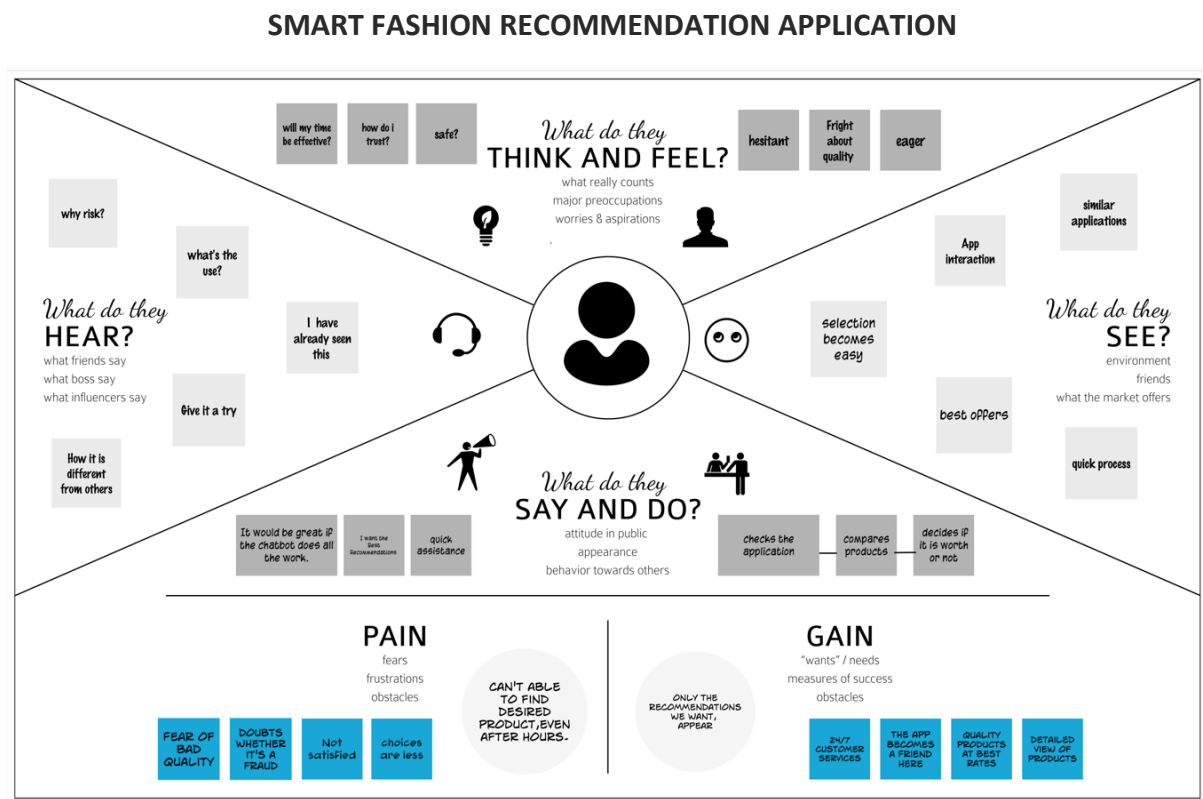 SMART FASHION RECOMMENDATION APPLICATION
will my time
be effective?
how do i
trust?
safe?
What do they
THINK AND FEEL?
what really counts
major preoccupations
worries & aspirations
hesitant
Fright
about
quality
eager
why risk?
what's the
use?
I have
already seen
this
What do they
HEAR?
what friends say
what boss say
what influencers say
Give it a try
How it is
different
from others
similar
applications
App
interaction
selection
becomes
easy
What do they
SEE?
environment
friends
what the market offers
best offers
quick process
What do they
SAY AND DO?
attitude in public
appearance
behavior towards others
It would be great if
the chatbot does all
the work.
I want the
Best
Recommendations
quick
assistance
checks the
application
compares
products
decides if
it is worth
or not
PAIN
fears
frustrations
obstacles
CAN'T ABLE
TO FIND
DESIRED
PRODUCT,EVEN
AFTER HOURS.
FEAR OF
BAD
QUALITY
DOUBTS
WHETHER
IT'S A
FRAUD
Not
satisfied
choices
are less
GAIN
"wants" / needs
measures of success
obstacles
ONLY THE
RECOMMENDATIONS
WE WANT,
APPEAR
24/7
CUSTOMER
SERVICES
THE APP
BECOMES
A FRIEND
HERE
QUALITY
PRODUCTS
AT BEST
RATES
DETAILED
VIEW OF
PRODUCTS